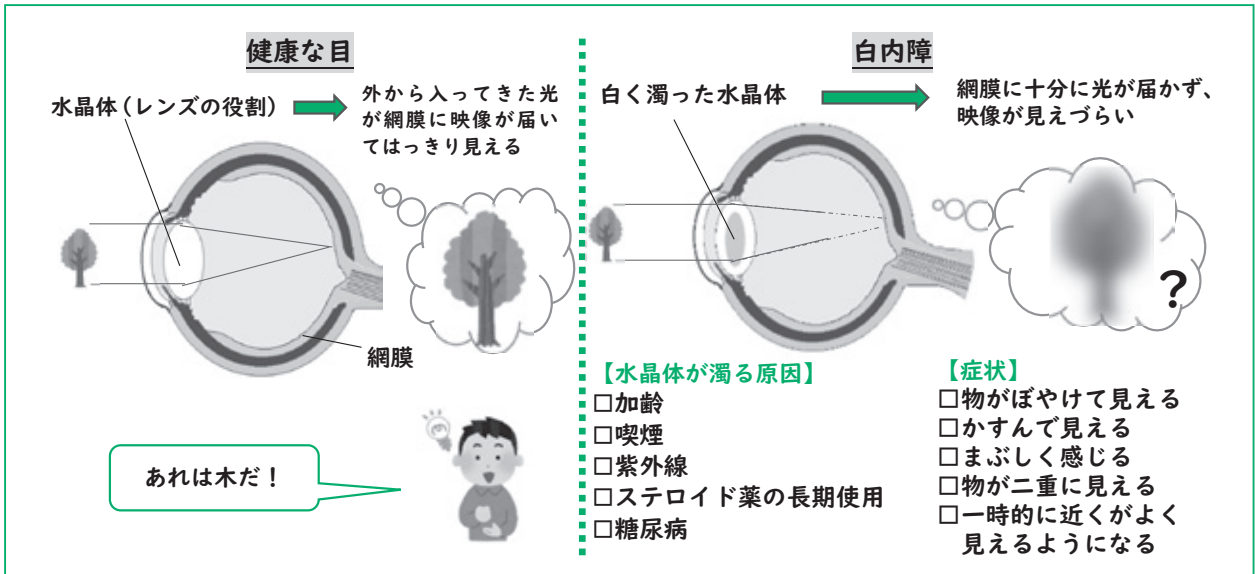 健康な目
水晶体（レンズの役割）
外から入ってきた光
が網膜に映像が届い
てはっきり見える
網膜
あれは木だ！
白内障
白く濁った水晶体
網膜に十分に光が届かず、
映像が見えづらい
?
【水晶体が濁る原因】
□加齢
□喫煙
□紫外線
□ステロイド薬の長期使用
□糖尿病
【症状】
□物がぼやけて見える
□かすんで見える
□まぶしく感じる
□物が二重に見える
□一時的に近くがよく
見えるようになる